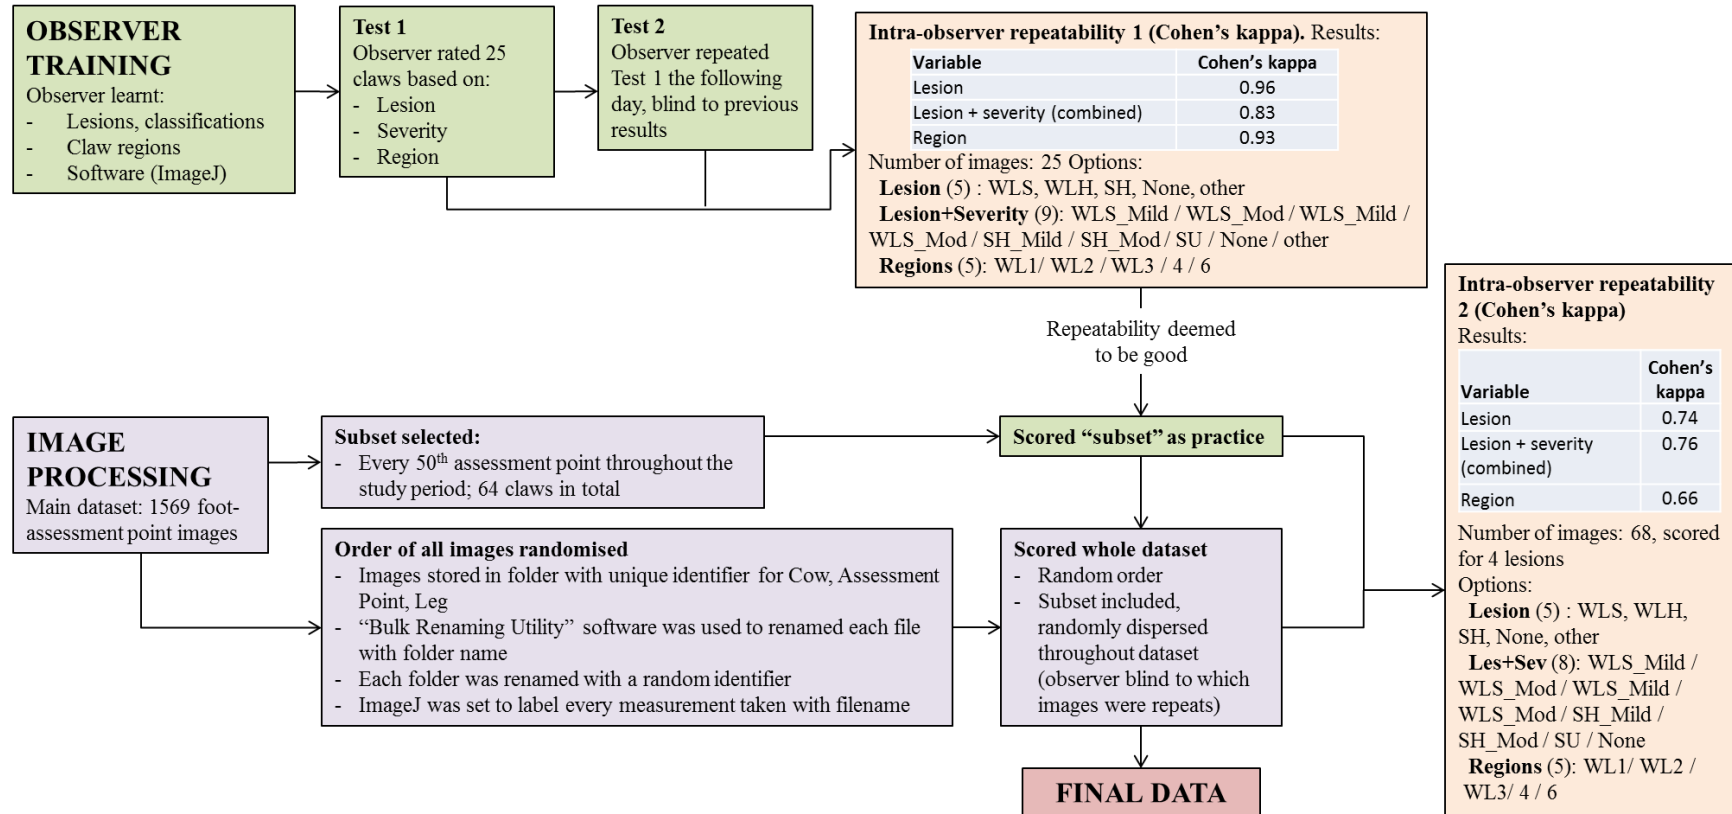 OBSERVER
TRAINING
Observer learnt:
- Lesions, classifications
- Claw regions
- Software (ImageJ)
Test 1
Observer rated 25
claws based on:
- Lesion
- Severity
- Region
Test 2
Observer repeated
Test 1 the following
day, blind to previous
results
Intra-observer repeatability 1 (Cohen’s kappa). Results:
Variable Cohen’s kappa
Lesion 0.96
Lesion + severity (combined) 0.83
Region 0.93
Number of images: 25 Options:
Lesion (5) : WLS, WLH, SH, None, other
Lesion+Severity (9): WLS_Mild / WLS_Mod / WLS_Mild /
WLS_Mod / SH_Mild / SH_Mod / SU / None / other
Regions (5): WL1/ WL2 / WL3 / 4 / 6
Repeatability deemed
to be good
IMAGE
PROCESSING
Main dataset: 1569 foot-
assessment point images
Subset selected:
- Every 50th assessment point throughout the
study period; 64 claws in total
Scored “subset” as practice
Order of all images randomised
- Images stored in folder with unique identifier for Cow, Assessment
Point, Leg
- “Bulk Renaming Utility” software was used to renamed each file
with folder name
- Each folder was renamed with a random identifier
- ImageJ was set to label every measurement taken with filename
Scored whole dataset
- Random order
- Subset included,
randomly dispersed
throughout dataset
(observer blind to which
images were repeats)
FINAL DATA
Intra-observer repeatability
2 (Cohen’s kappa)
Results:
Variable Cohen’s
kappa
Lesion 0.74
Lesion + severity 0.76
(combined)
Region 0.66
Number of images: 68, scored
for 4 lesions
Options:
Lesion (5) : WLS, WLH,
SH, None, other
Les+Sev (8): WLS_Mild /
WLS_Mod / WLS_Mild /
WLS_Mod / SH_Mild /
SH_Mod / SU / None
Regions (5): WL1/ WL2 /
WL3/ 4 / 6